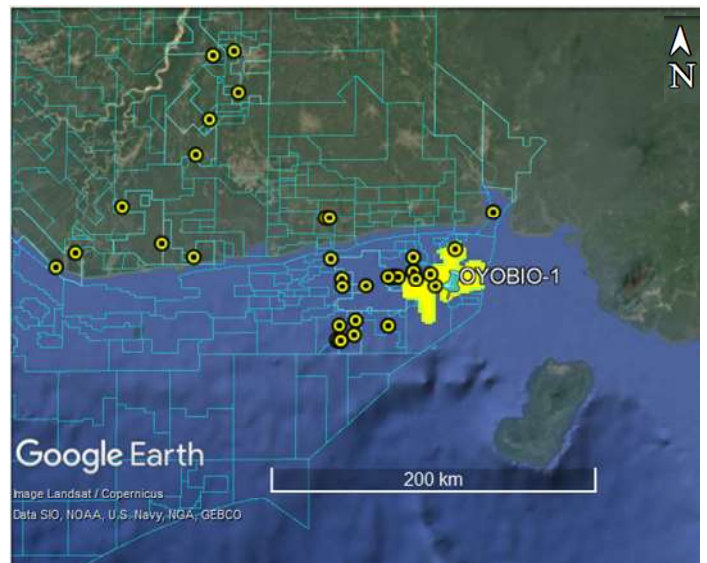 N
OYOBIO-1
Google Earth
200 km
Image Landsat / Copernicus
Data SIO, NOAA, U.S. Navy, NGA, GEBCO